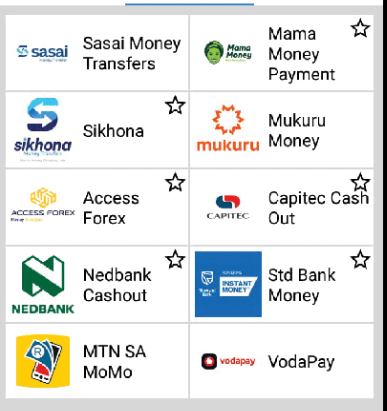 sasai
Sasai Money
Transfers
Mama
Money
Mama
Money
Payment
sikhona
Sikhona
mukuru
Mukuru
Money
ACCESS FOREX
Access
Forex
CAPITEC
Capitec Cash
Out
NEDBANK
Nedbank
Cashout
INSTANT
MONEY
Std Bank
Money
R
MTN SA
MoMo
vodapay
VodaPay